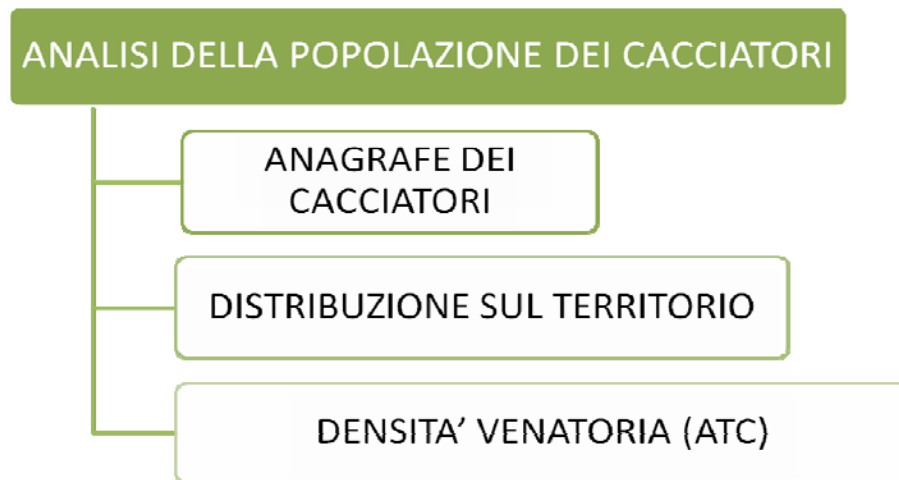 ANALISI DELLA POPOLAZIONE DEI CACCIATORI
ANAGRAFE DEI
CACCIATORI
DISTRIBUZIONE SUL TERRITORIO
DENSITA’ VENATORIA (ATC)